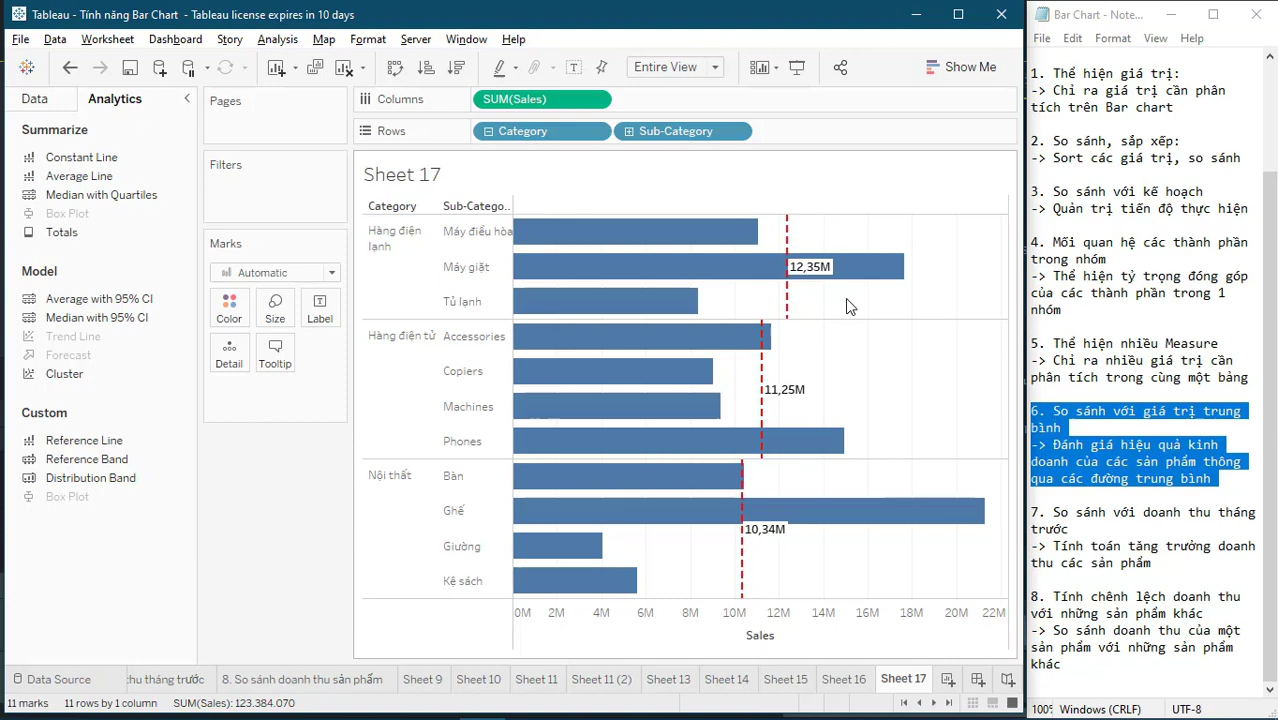 Tableau - Tính năng Bar Chart - Tableau license expires in 10 days
File Data Worksheet Dashboard Story Analysis Format Server Window Help
Entire View
Show Me
Data Analytics
Summarize
Constant Line
Average Line
Median with Quartiles
Box Plot
Totals
Model
Average with 95% CI
Median with 95% CI
Trend Line
Forecast
Cluster
Custom
Reference Line
Reference Band
Distribution Band
Box Plot
Pages
Filters
Marks
Automatic
Color Size Label
Detail Tooltip
Columns SUM(Sales)
Rows Category Sub-Category
Sheet 17
Category Sub-Catego..
Hàng điện
lạnh
Máy điều hòa
Máy giặt 12,35M
Tủ lạnh
Hàng điện tử Accessories
Copiers
11,25M
Machines
Phones
Nội thất Bàn
Ghế
10,34M
Giường
Kệ sách
0M 2M 4M 6M 8M 10M 12M 14M 16M 18M 20M 22M
Sales
Data Source thu tháng trước 8. So sánh doanh thu sản phẩm Sheet 9 Sheet 10 Sheet 11 Sheet 11 (2) Sheet 13 Sheet 14 Sheet 15 Sheet 16 Sheet 17
11 marks 11 rows by 1 column SUM(Sales): 123.381.070
Bar Chart - Note...
File Edit Format View Help
1. Thể hiện giá trị:
-> Chỉ ra giá trị cần phân
tích trên Bar chart
2. So sánh, sắp xếp:
-> Sort các giá trị, so sánh
3. So sánh với kế hoạch
-> Quản trị tiến độ thực hiện
4. Mối quan hệ các thành phần
trong nhóm
-> Thể hiện tỷ trọng đóng góp
của các thành phần trong 1
nhóm
5. Thể hiện nhiều Measure
-> Chỉ ra nhiều giá trị cần
phân tích trong cùng một bảng
6. So sánh với giá trị trung
bình
-> Đánh giá hiệu quả kinh
doanh của các sản phẩm thông
qua các đường trung bình
7. So sánh với doanh thu tháng
trước
-> Tính toán tăng trưởng doanh
thu các sản phẩm
8. Tính chênh lệch doanh thu
với những sản phẩm khác
-> So sánh doanh thu của một
sản phẩm với những sản phẩm
khác
Windows (CRLF) UTF-8